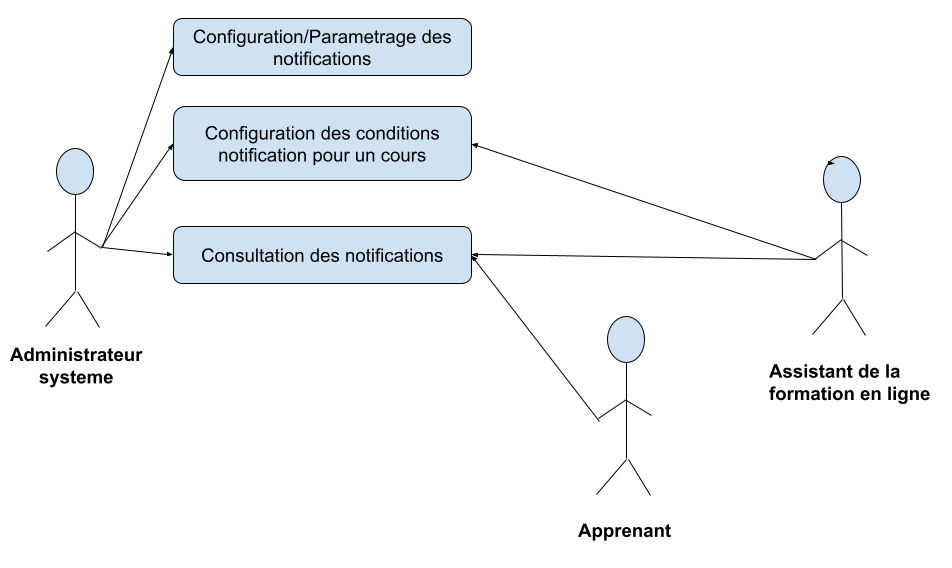 Configuration/Parametrage des
notifications
Configuration des conditions
notification pour un cours
Consultation des notifications
Administrateur
systeme
Assistant de la
formation en ligne
Apprenant